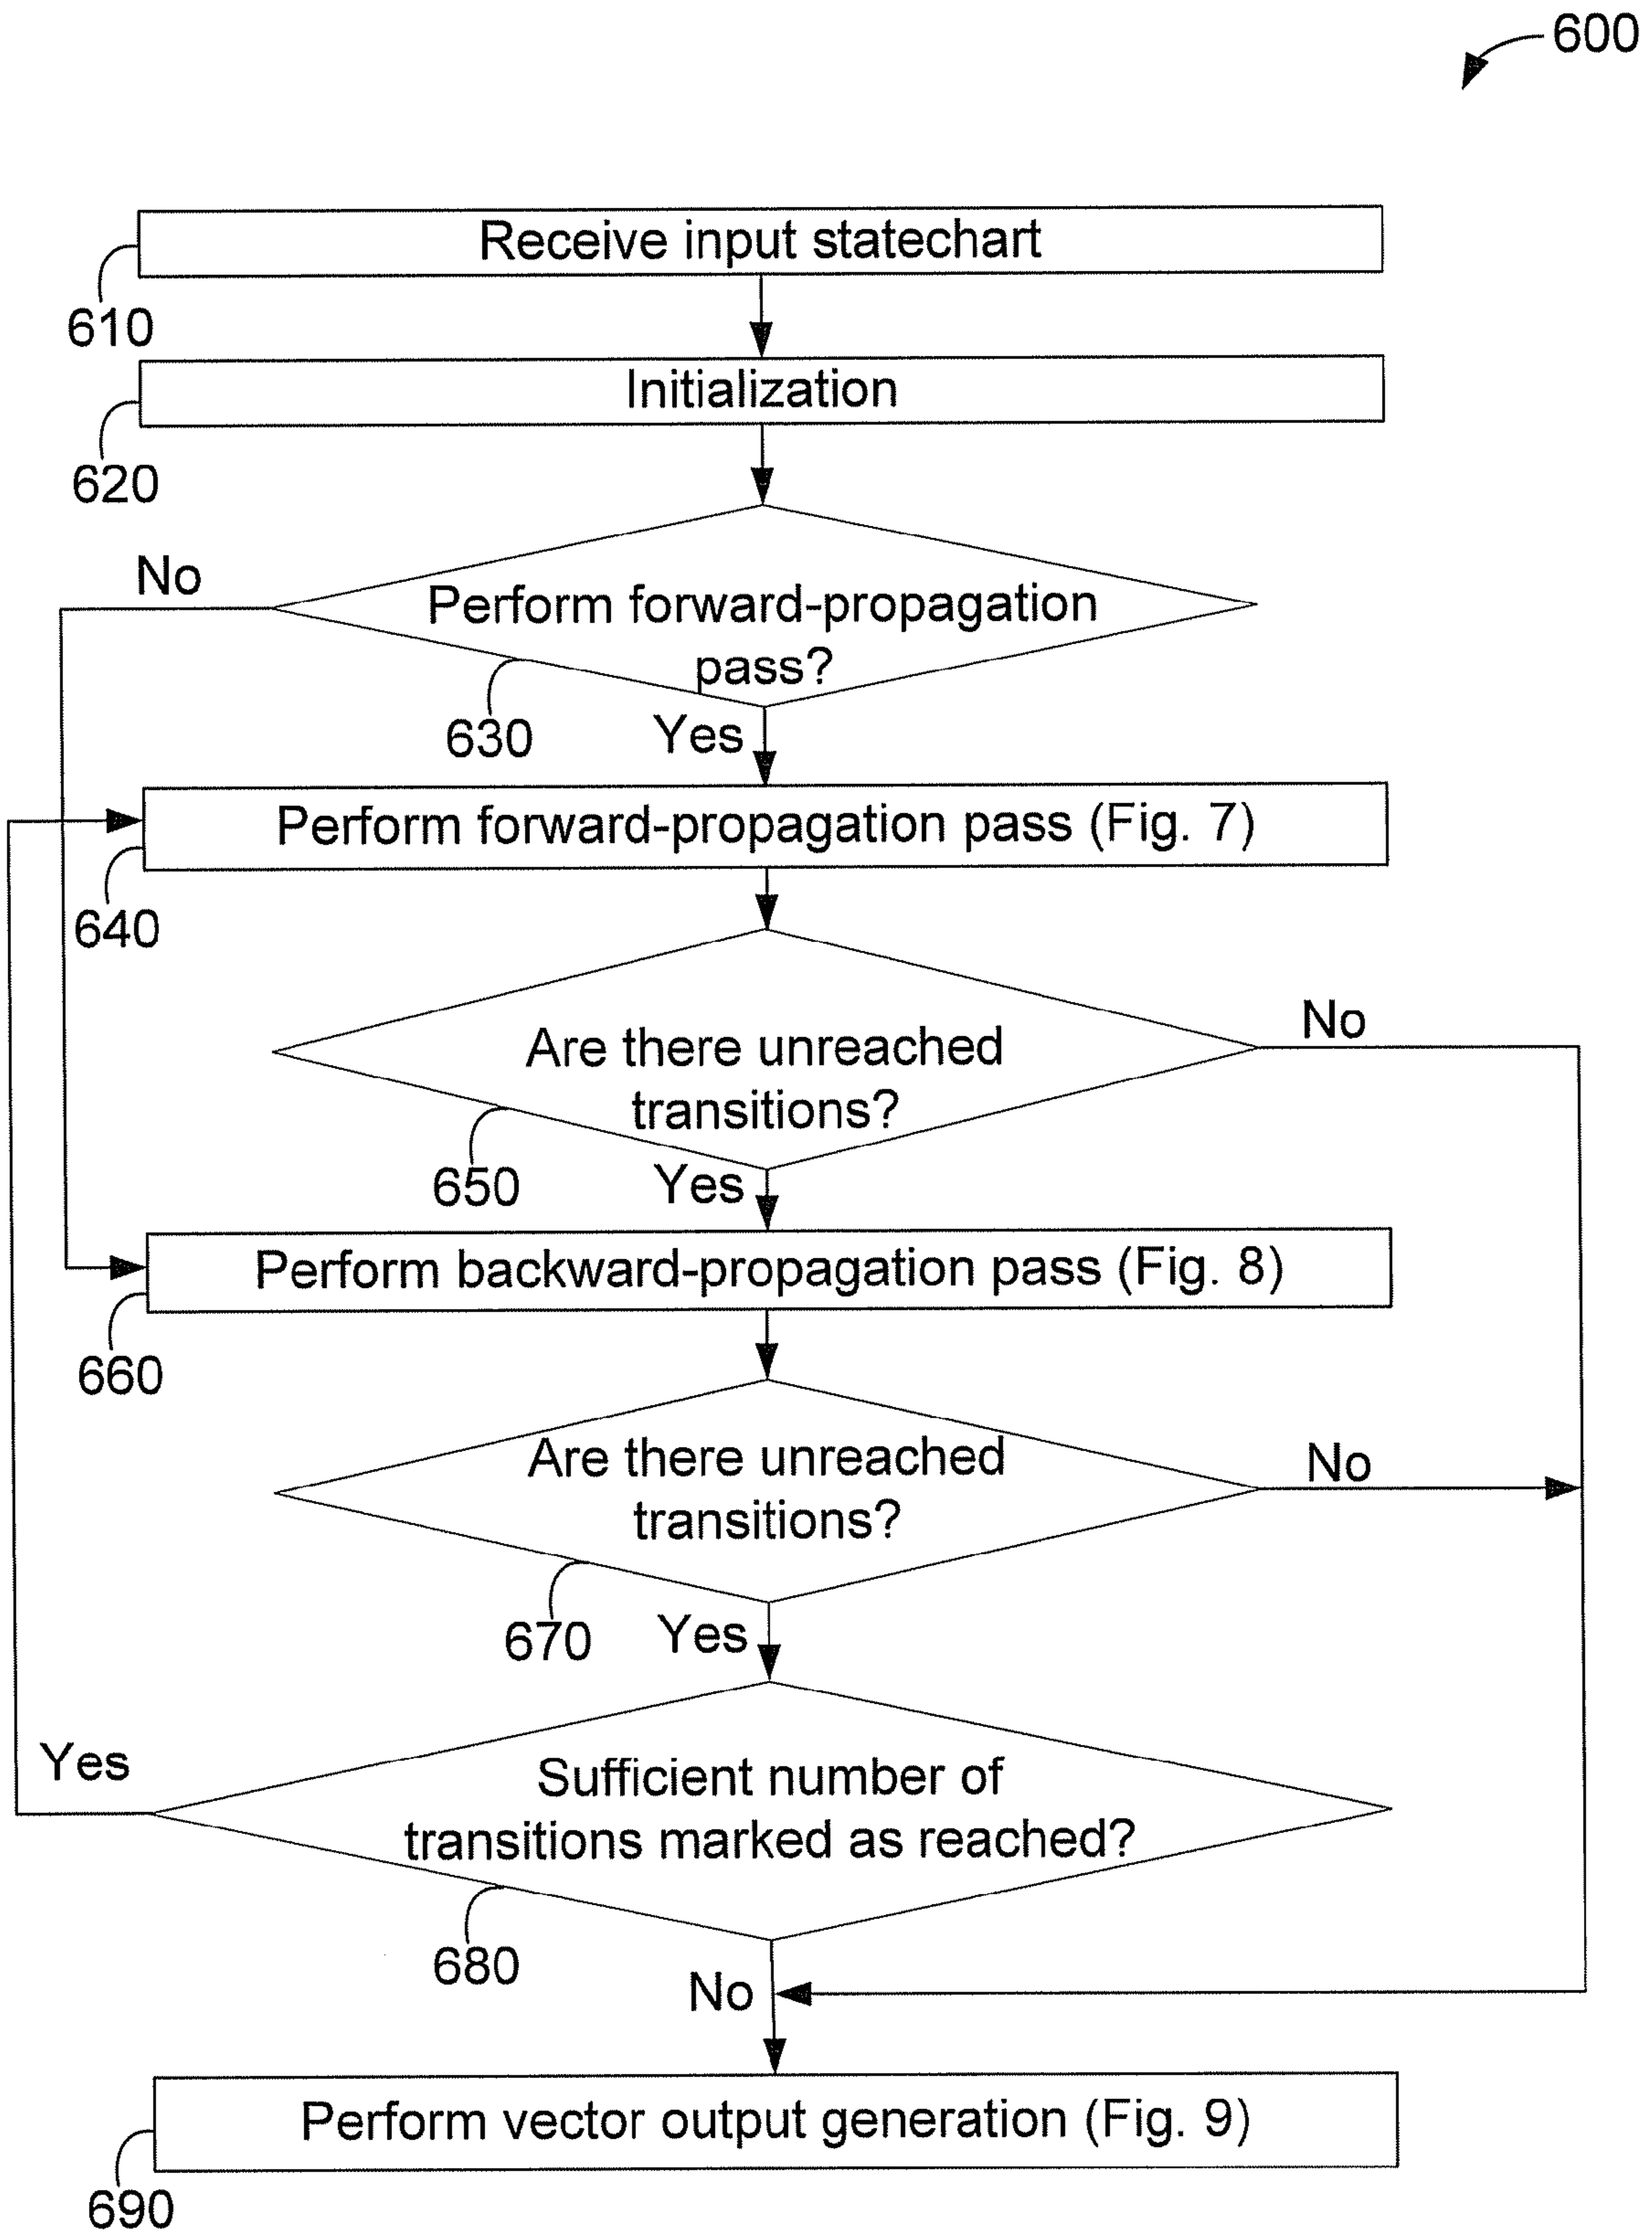 600
Receive input statechart
610
Initialization
620
No
Perform forward-propagation
pass?
630
Yes
Perform forward-propagation pass (Fig. 7)
640
No
Are there unreached
transitions?
650
Yes
Perform backward-propagation pass (Fig. 8)
660
Are there unreached
transitions?
No
670
Yes
Yes
Sufficient number of
transitions marked as reached?
680
No
Perform vector output generation (Fig. 9)
690